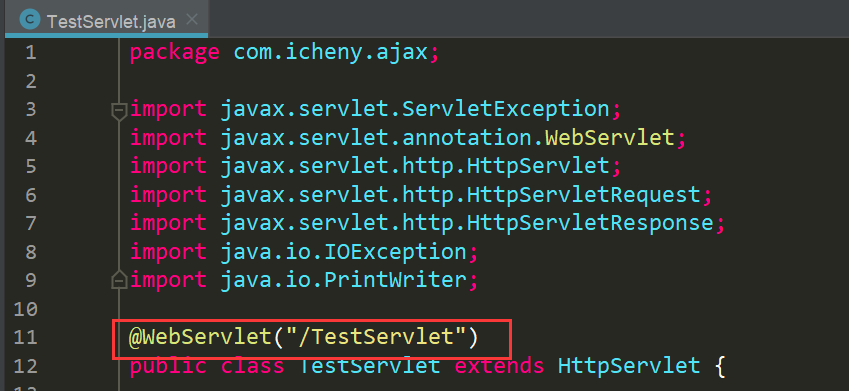 TestServlet.java
1 package com.icheny.ajax;
2
3 import javax.servlet.ServletException;
4 import javax.servlet.annotation.WebServlet;
5 import javax.servlet.http.HttpServlet;
6 import javax.servlet.http.HttpServletRequest;
7 import javax.servlet.http.HttpServletResponse;
8 import java.io.IOException;
9 import java.io.PrintWriter;
10
11 @WebServlet("/TestServlet")
12 public class TestServlet extends HttpServlet {